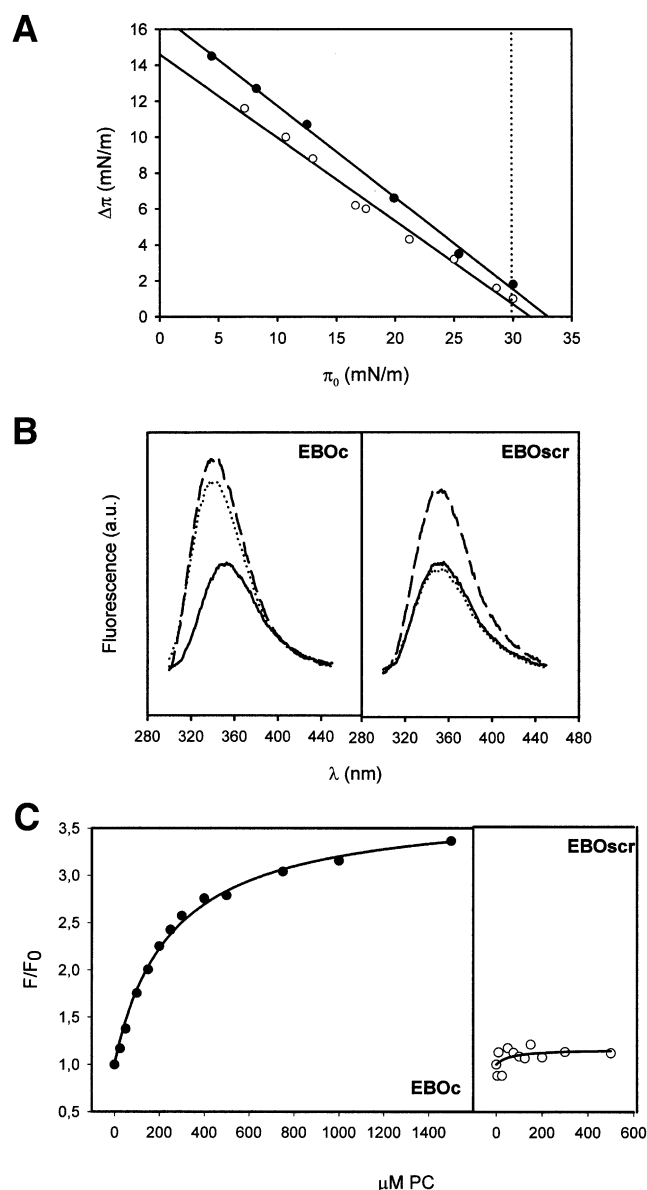 A
16
14
12
10
8
6
4
2
0
Δπ (mN/m)
0 5 10 15 20 25 30 35
π₀ (mN/m)
B
EBOc EBOscr
Fluorescence (a.u.)
280 320 360 400 440 280 320 360 400 440 480
λ (nm)
C
3,5
3,0
2,5
2,0
1,5
1,0
0,5
F/F₀
EBOscr
EBOc
0 200 400 600 800 1000 1200 1400 0 200 400 600
μM PC